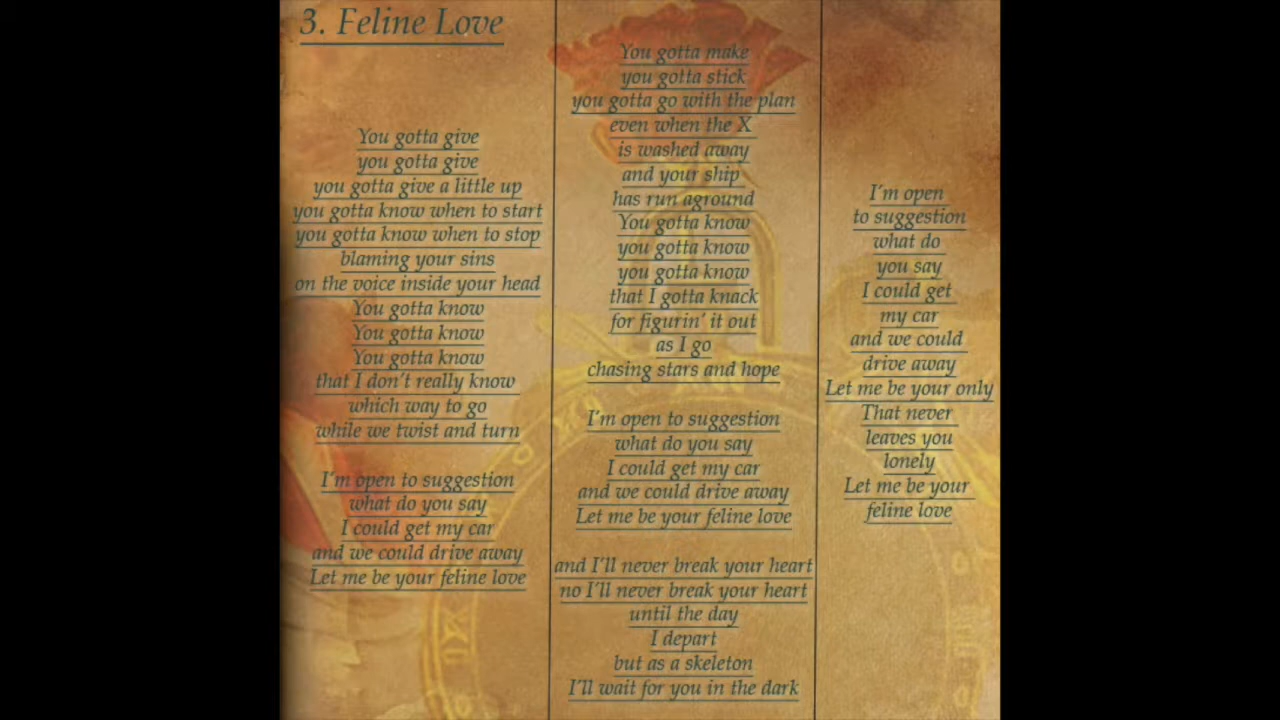 3. Feline Love
You gotta give
you gotta give
you gotta give a little up
you gotta know when to start
you gotta know when to stop
blaming your sins
on the voice inside your head
You gotta know
You gotta know
You gotta know
that I don't really know
which way to go
while we twist and turn
I'm open to suggestion
what do you say
I could get my car
and we could drive away
Let me be your feline love
You gotta make
you gotta stick
you gotta go with the plan
even when the X
is washed away
and your ship
has run aground
You gotta know
you gotta know
you gotta know
that I gotta knack
for figurin' it out
as I go
chasing stars and hope
I'm open to suggestion
what do you say
I could get my car
and we could drive away
Let me be your feline love
and I'll never break your heart
no I'll never break your heart
until the day
I depart
but as a skeleton
I'll wait for you in the dark
I'm open
to suggestion
what do
you say
I could get
my car
and we could
drive away
Let me be your only
That never
leaves you
lonely
Let me be your
feline love